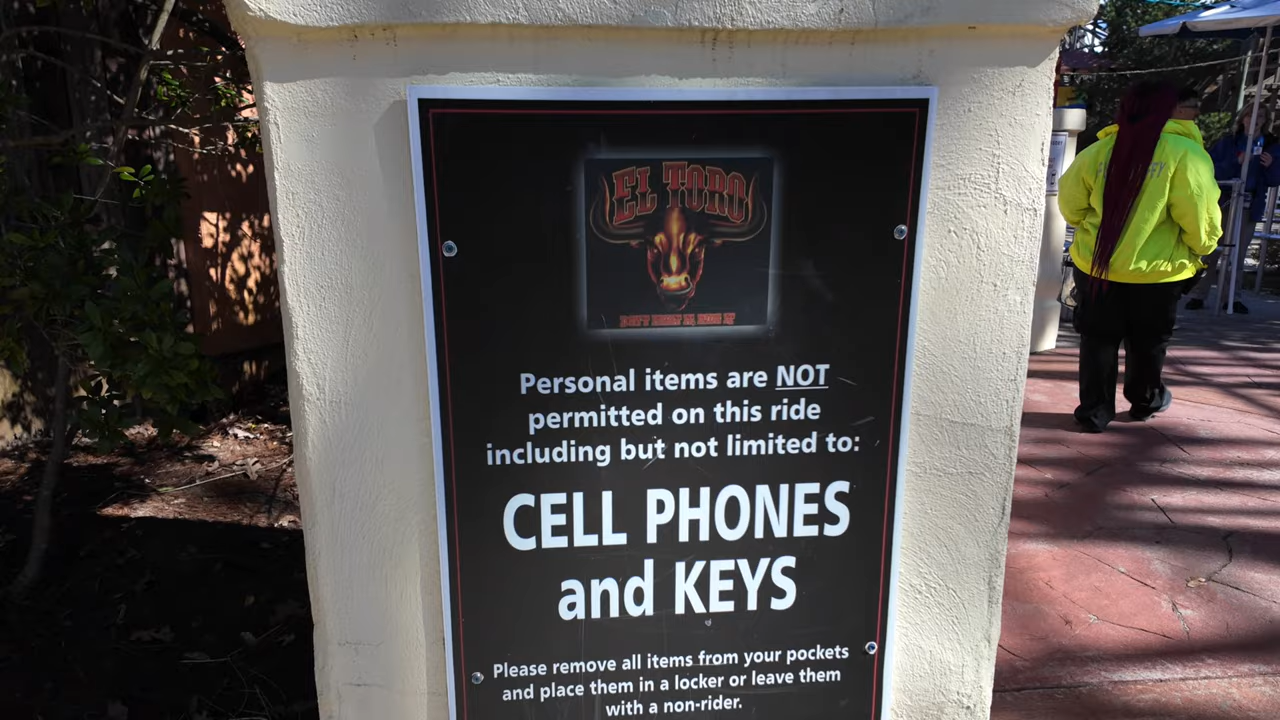 EL TORO
Personal items are NOT
permitted on this ride
including but not limited to:
CELL PHONES
and KEYS
Please remove all items from your pockets
and place them in a locker or leave them
with a non-rider.